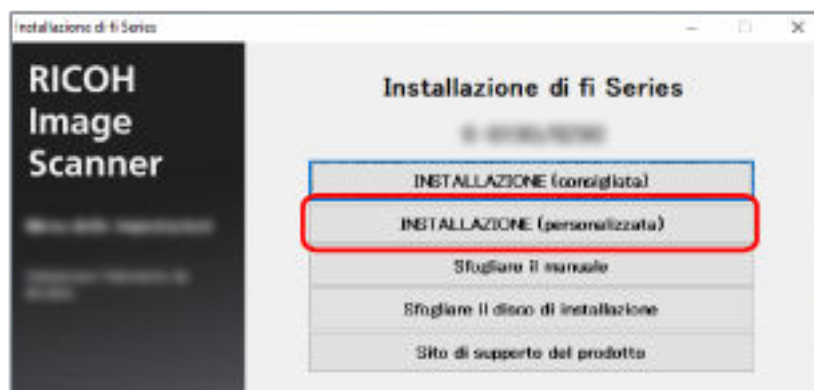 Installazione di fi Series
RICOH
Image
Scanner
Installazione di fi Series
INSTALLAZIONE (consigliata)
INSTALLAZIONE (personalizzata)
Sfogliare il manuale
Sfogliare il disco di installazione
Sito di supporto del prodotto